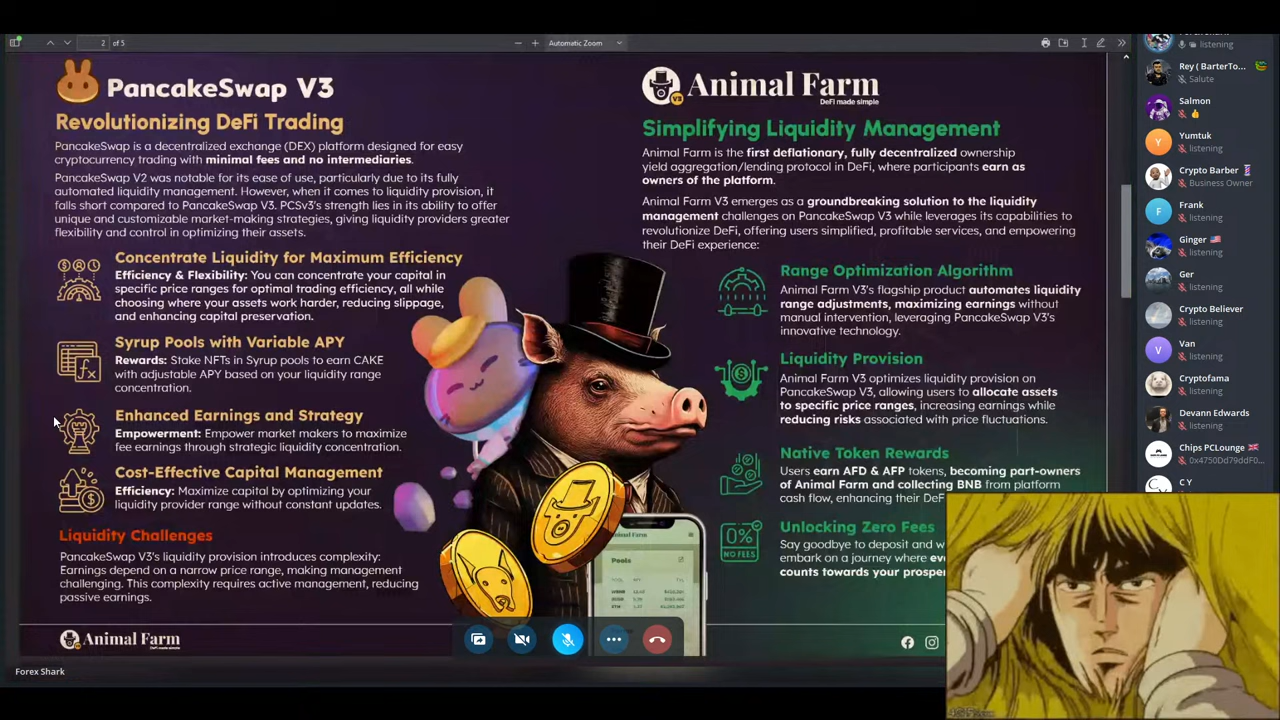 2 of 5
Automatic Zoom
PancakeSwap V3
Revolutionizing DeFi Trading
PancakeSwap is a decentralized exchange (DEX) platform designed for easy
cryptocurrency trading with minimal fees and no intermediaries.
PancakeSwap V2 was notable for its ease of use, particularly due to its fully
automated liquidity management. However, when it comes to liquidity provision, it
falls short compared to PancakeSwap V3. PCSv3's strength lies in its ability to offer
unique and customizable market-making strategies, giving liquidity providers greater
flexibility and control in optimizing their assets.
Concentrate Liquidity for Maximum Efficiency
Efficiency & Flexibility: You can concentrate your capital in
specific price ranges for optimal trading efficiency, all while
choosing where your assets work harder, reducing slippage,
and enhancing capital preservation.
Syrup Pools with Variable APY
Rewards: Stake NFTs in Syrup pools to earn CAKE
with adjustable APY based on your liquidity range
concentration.
Enhanced Earnings and Strategy
Empowerment: Empower market makers to maximize
fee earnings through strategic liquidity concentration.
Cost-Effective Capital Management
Efficiency: Maximize capital by optimizing your
liquidity provider range without constant updates.
Liquidity Challenges
PancakeSwap V3's liquidity provision introduces complexity:
Earnings depend on a narrow price range, making management
challenging. This complexity requires active management, reducing
passive earnings.
Animal Farm
DeFi made simple
Forex Shark
V3
Animal Farm
DeFi made simple
Simplifying Liquidity Management
Animal Farm is the first deflationary, fully decentralized ownership
yield aggregation/lending protocol in DeFi, where participants earn as
owners of the platform.
Animal Farm V3 emerges as a groundbreaking solution to the liquidity
management challenges on PancakeSwap V3 while leverages its capabilities to
revolutionize DeFi, offering users simplified, profitable services, and empowering
their DeFi experience:
Range Optimization Algorithm
Animal Farm V3's flagship product automates liquidity
range adjustments, maximizing earnings without
manual intervention, leveraging PancakeSwap V3's
innovative technology.
Liquidity Provision
Animal Farm V3 optimizes liquidity provision on
PancakeSwap V3, allowing users to allocate assets
to specific price ranges, increasing earnings while
reducing risks associated with price fluctuations.
Native Token Rewards
Users earn AFD & AFP tokens, becoming part-owners
of Animal Farm and collecting BNB from platform
cash flow, enhancing their DeF
0%
NO FEES
Unlocking Zero Fees
Say goodbye to deposit and w
embark on a journey where ev
counts towards your prosper
Animal Farm
Pools
listening
Rey ( BarterTo...
Salute
Salmon
Y
Yumtuk
listening
Crypto Barber
Business Owner
F
Frank
listening
Ginger
listening
Ger
listening
Crypto Believer
listening
V
Van
listening
Cryptofama
listening
Devann Edwards
listening
Chips PCLounge
0x4750Dd79ddF0...
C Y